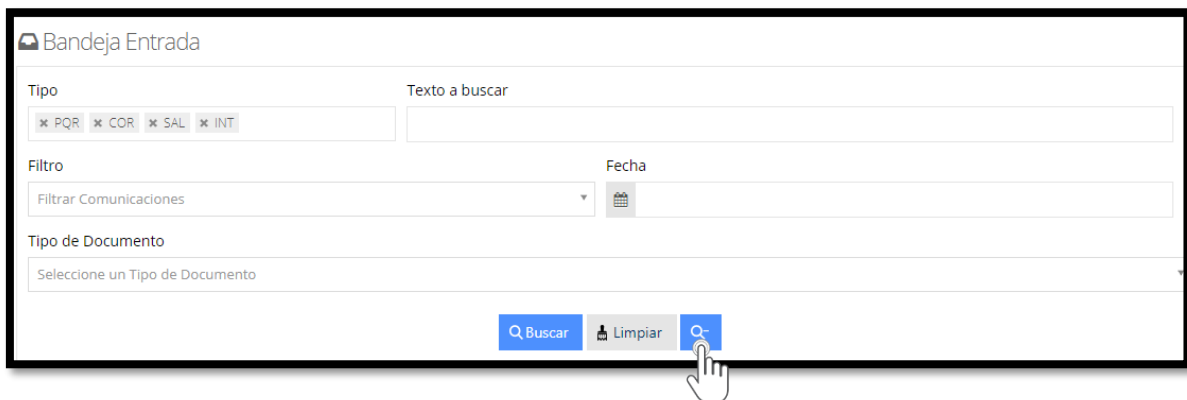 Bandeja Entrada
Tipo
Texto a buscar
× PQR × COR × SAL × INT
Filtro
Fecha
Filtrar Comunicaciones
Tipo de Documento
Seleccione un Tipo de Documento
Buscar
Limpiar